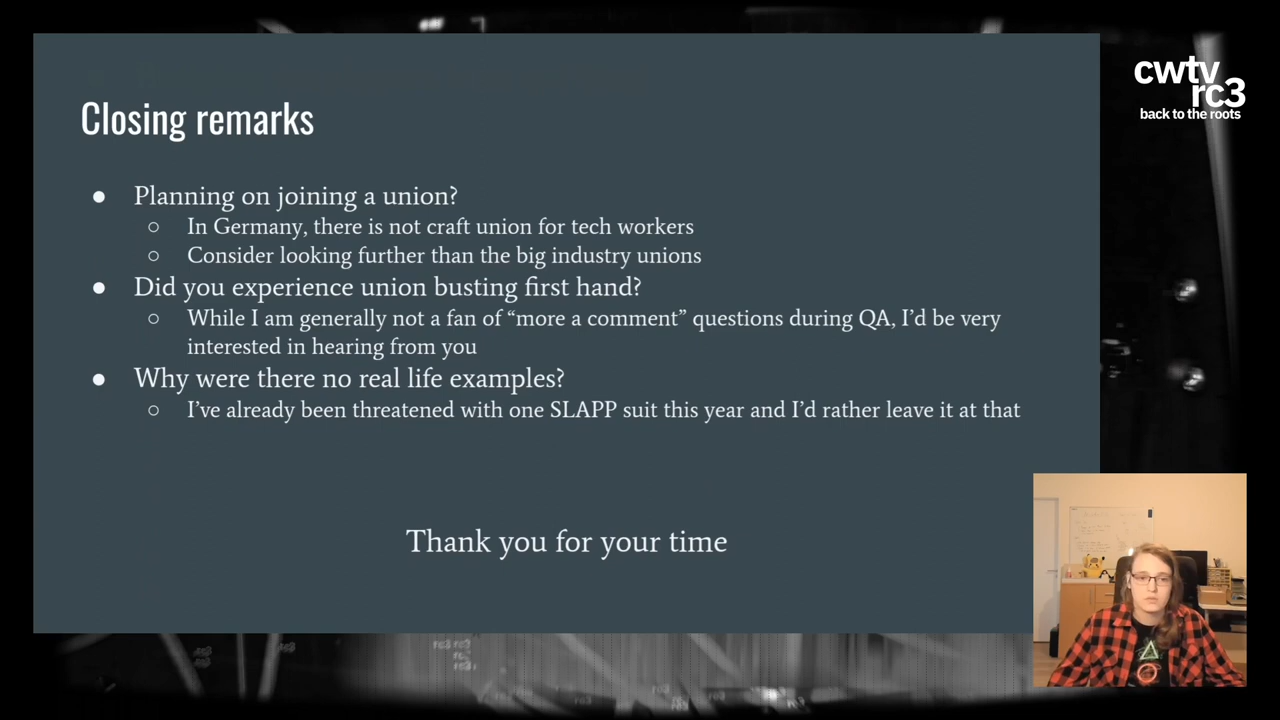 cwtv
rc3
back to the roots
Closing remarks
● Planning on joining a union?
○ In Germany, there is not craft union for tech workers
○ Consider looking further than the big industry unions
● Did you experience union busting first hand?
○ While I am generally not a fan of “more a comment” questions during QA, I’d be very
interested in hearing from you
● Why were there no real life examples?
○ I’ve already been threatened with one SLAPP suit this year and I’d rather leave it at that
Thank you for your time
rc3 rc3
rc3
rc3